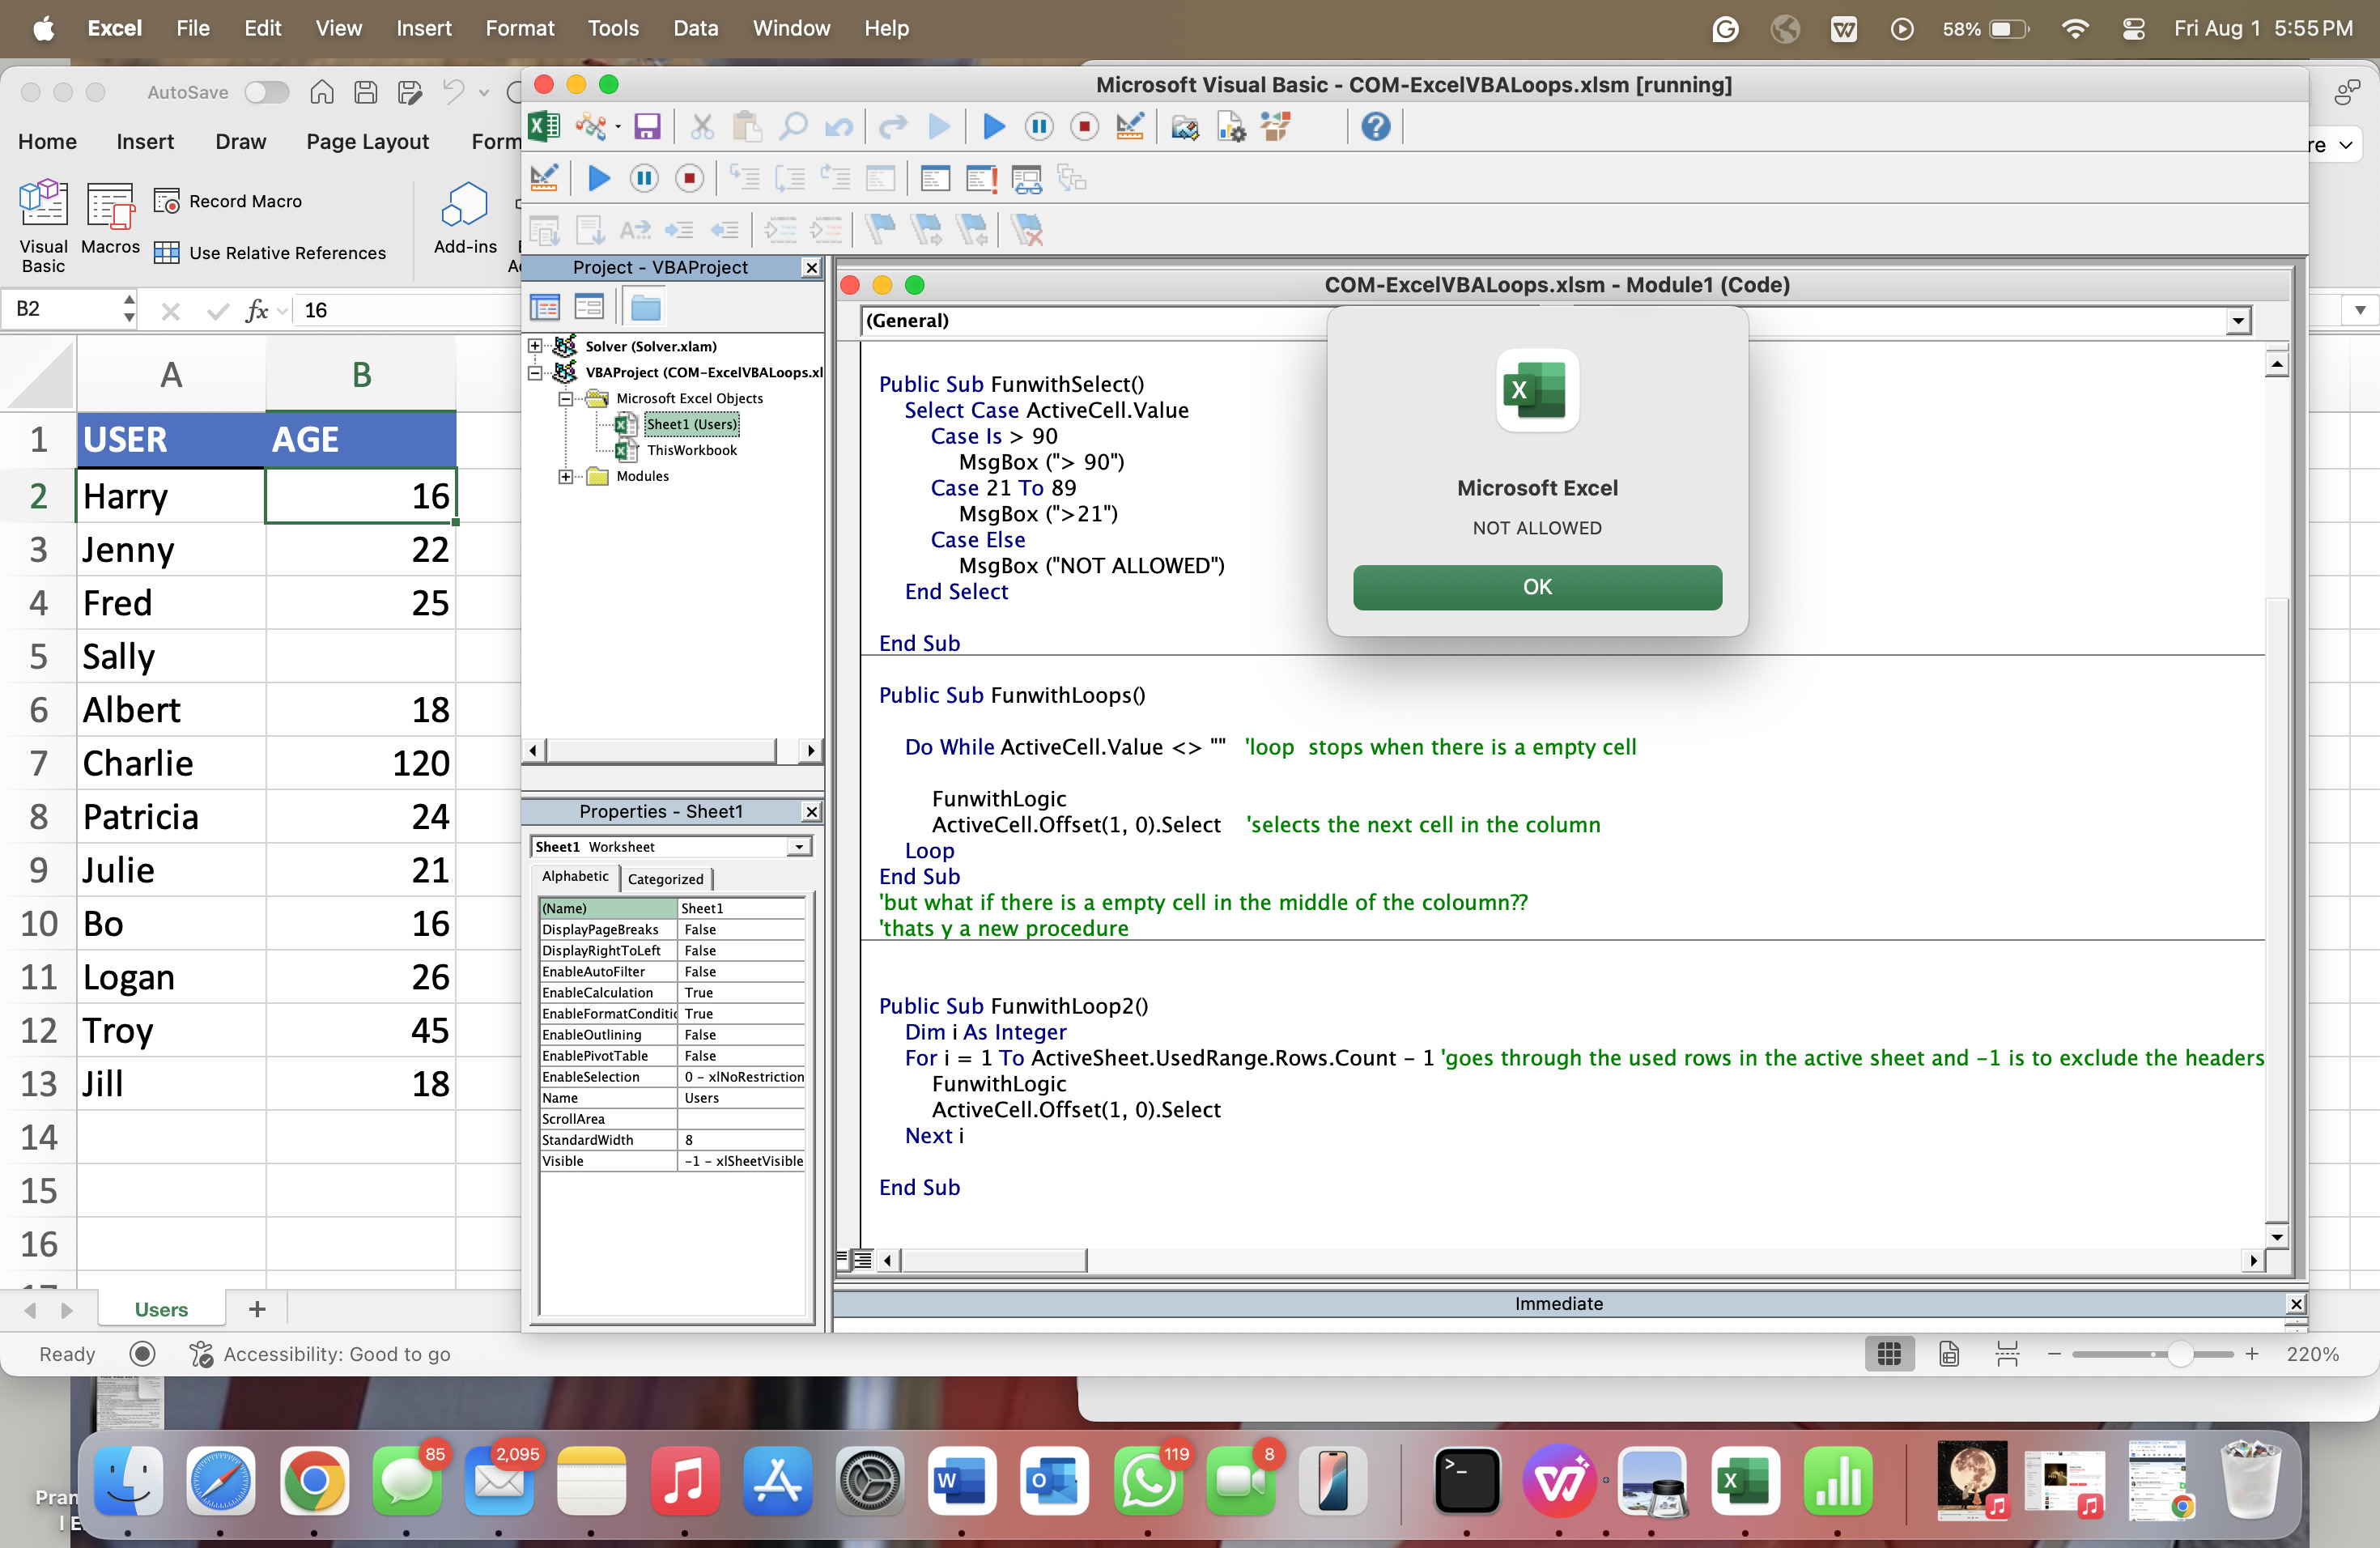 Excel File Edit View Insert Format Tools Data Window Help
58% Fri Aug 1 5:55 PM
AutoSave
Home Insert Draw Page Layout Form
Visual Basic
Macros
Record Macro
Use Relative References
Add-ins
B2
fx 16
A B
1 USER AGE
2 Harry 16
3 Jenny 22
4 Fred 25
5 Sally
6 Albert 18
7 Charlie 120
8 Patricia 24
9 Julie 21
10 Bo 16
11 Logan 26
12 Troy 45
13 Jill 18
14
15
16
Users
Ready
Accessibility: Good to go
220%
Microsoft Visual Basic - COM-ExcelVBALoops.xlsm [running]
Project - VBAProject
Solver (Solver.xlam)
VBAProject (COM-ExcelVBALoops.xl
Microsoft Excel Objects
Sheet1 (Users)
ThisWorkbook
Modules
Properties - Sheet1
Sheet1 Worksheet
Alphabetic Categorized
(Name) Sheet1
DisplayPageBreaks False
DisplayRightToLeft False
EnableAutoFilter False
EnableCalculation True
EnableFormatConditic True
EnableOutlining False
EnablePivotTable False
EnableSelection 0 - xlNoRestriction
Name Users
ScrollArea
StandardWidth 8
Visible -1 - xlSheetVisible
COM-ExcelVBALoops.xlsm - Module1 (Code)
(General)
Public Sub FunwithSelect()
Select Case ActiveCell.Value
Case Is > 90
MsgBox ("> 90")
Case 21 To 89
MsgBox (">21")
Case Else
MsgBox ("NOT ALLOWED")
End Select
End Sub
Public Sub FunwithLoops()
Do While ActiveCell.Value <> "" 'loop  stops when there is a empty cell
FunwithLogic
ActiveCell.Offset(1, 0).Select 'selects the next cell in the column
Loop
End Sub
'but what if there is a empty cell in the middle of the coloumn??
'thats y a new procedure
Public Sub FunwithLoop2()
Dim i As Integer
For i = 1 To ActiveSheet.UsedRange.Rows.Count - 1 'goes through the used rows in the active sheet and -1 is to exclude the headers
FunwithLogic
ActiveCell.Offset(1, 0).Select
Next i
End Sub
Immediate
Microsoft Excel
NOT ALLOWED
OK
85
2,095
119
8
Pran